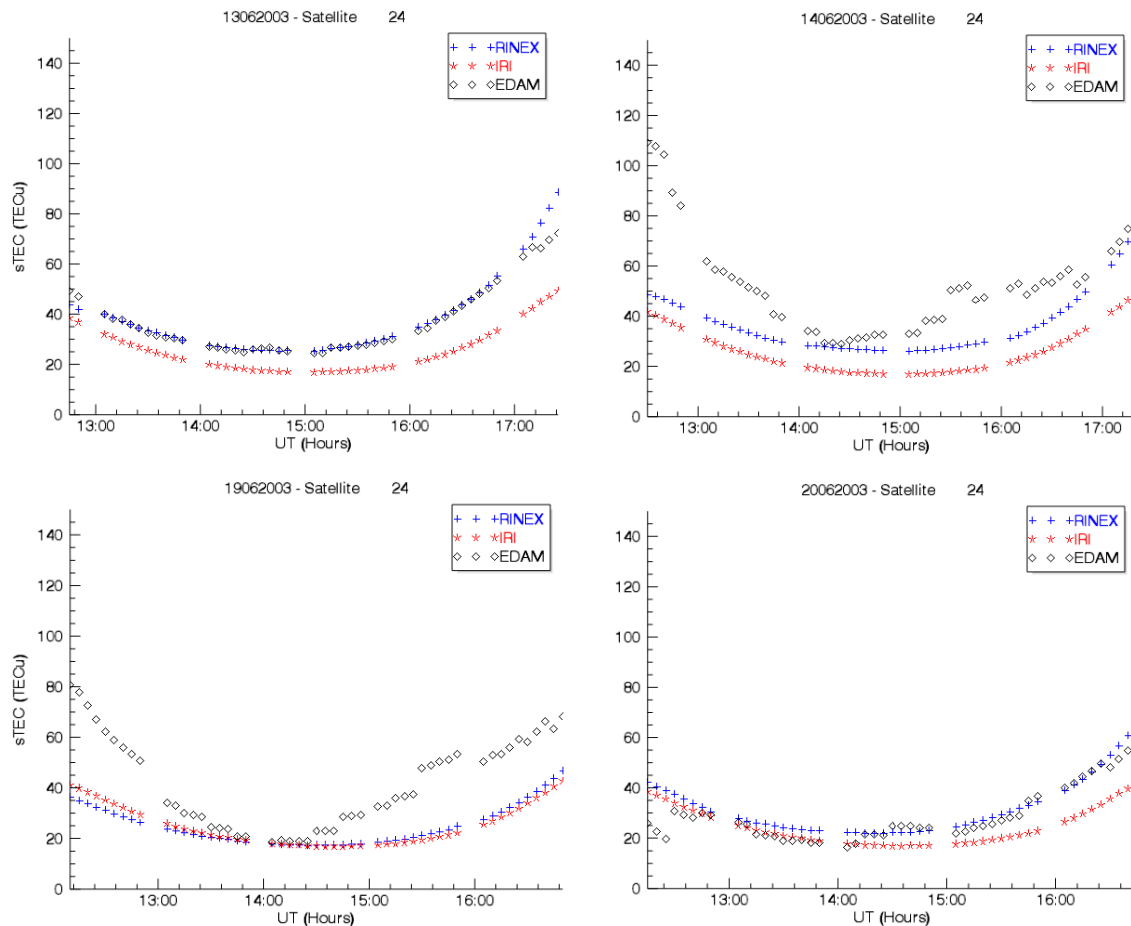 13062003 - Satellite 24
RINEX
IRI
EDAM
140
120
100
80
60
40
20
0
sTEC (TECu)
13:00 14:00 15:00 16:00 17:00
UT (Hours)
14062003 - Satellite 24
RINEX
IRI
EDAM
140
120
100
80
60
40
20
0
13:00 14:00 15:00 16:00 17:00
UT (Hours)
19062003 - Satellite 24
RINEX
IRI
EDAM
140
120
100
80
60
40
20
0
sTEC (TECu)
13:00 14:00 15:00 16:00
UT (Hours)
20062003 - Satellite 24
RINEX
IRI
EDAM
140
120
100
80
60
40
20
0
13:00 14:00 15:00 16:00
UT (Hours)